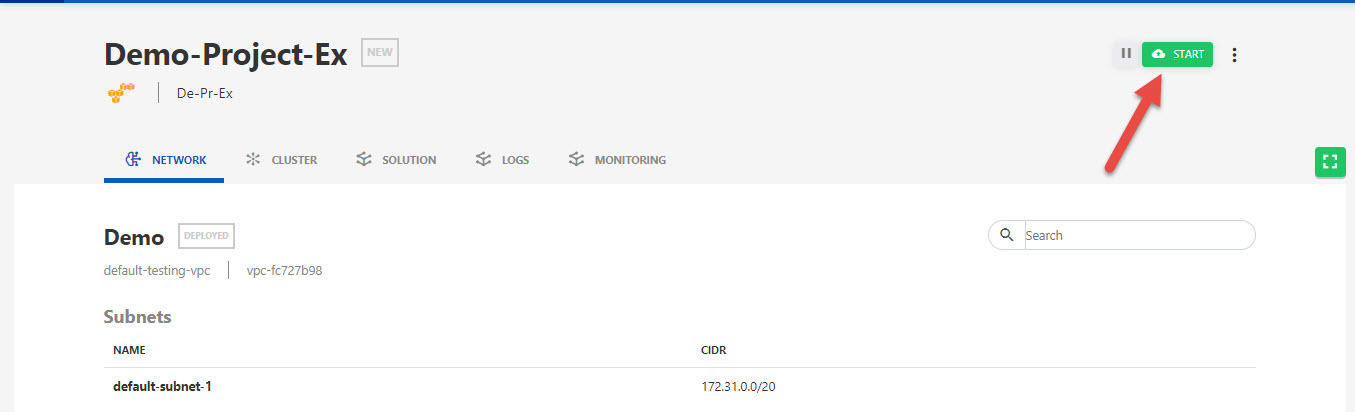 Demo-Project-Ex NEW
START
De-Pr-Ex
NETWORK CLUSTER SOLUTION LOGS MONITORING
Demo DEPLOYED
Search
default-testing-vpc vpc-fc727b98
Subnets
NAME CIDR
default-subnet-1 172.31.0.0/20